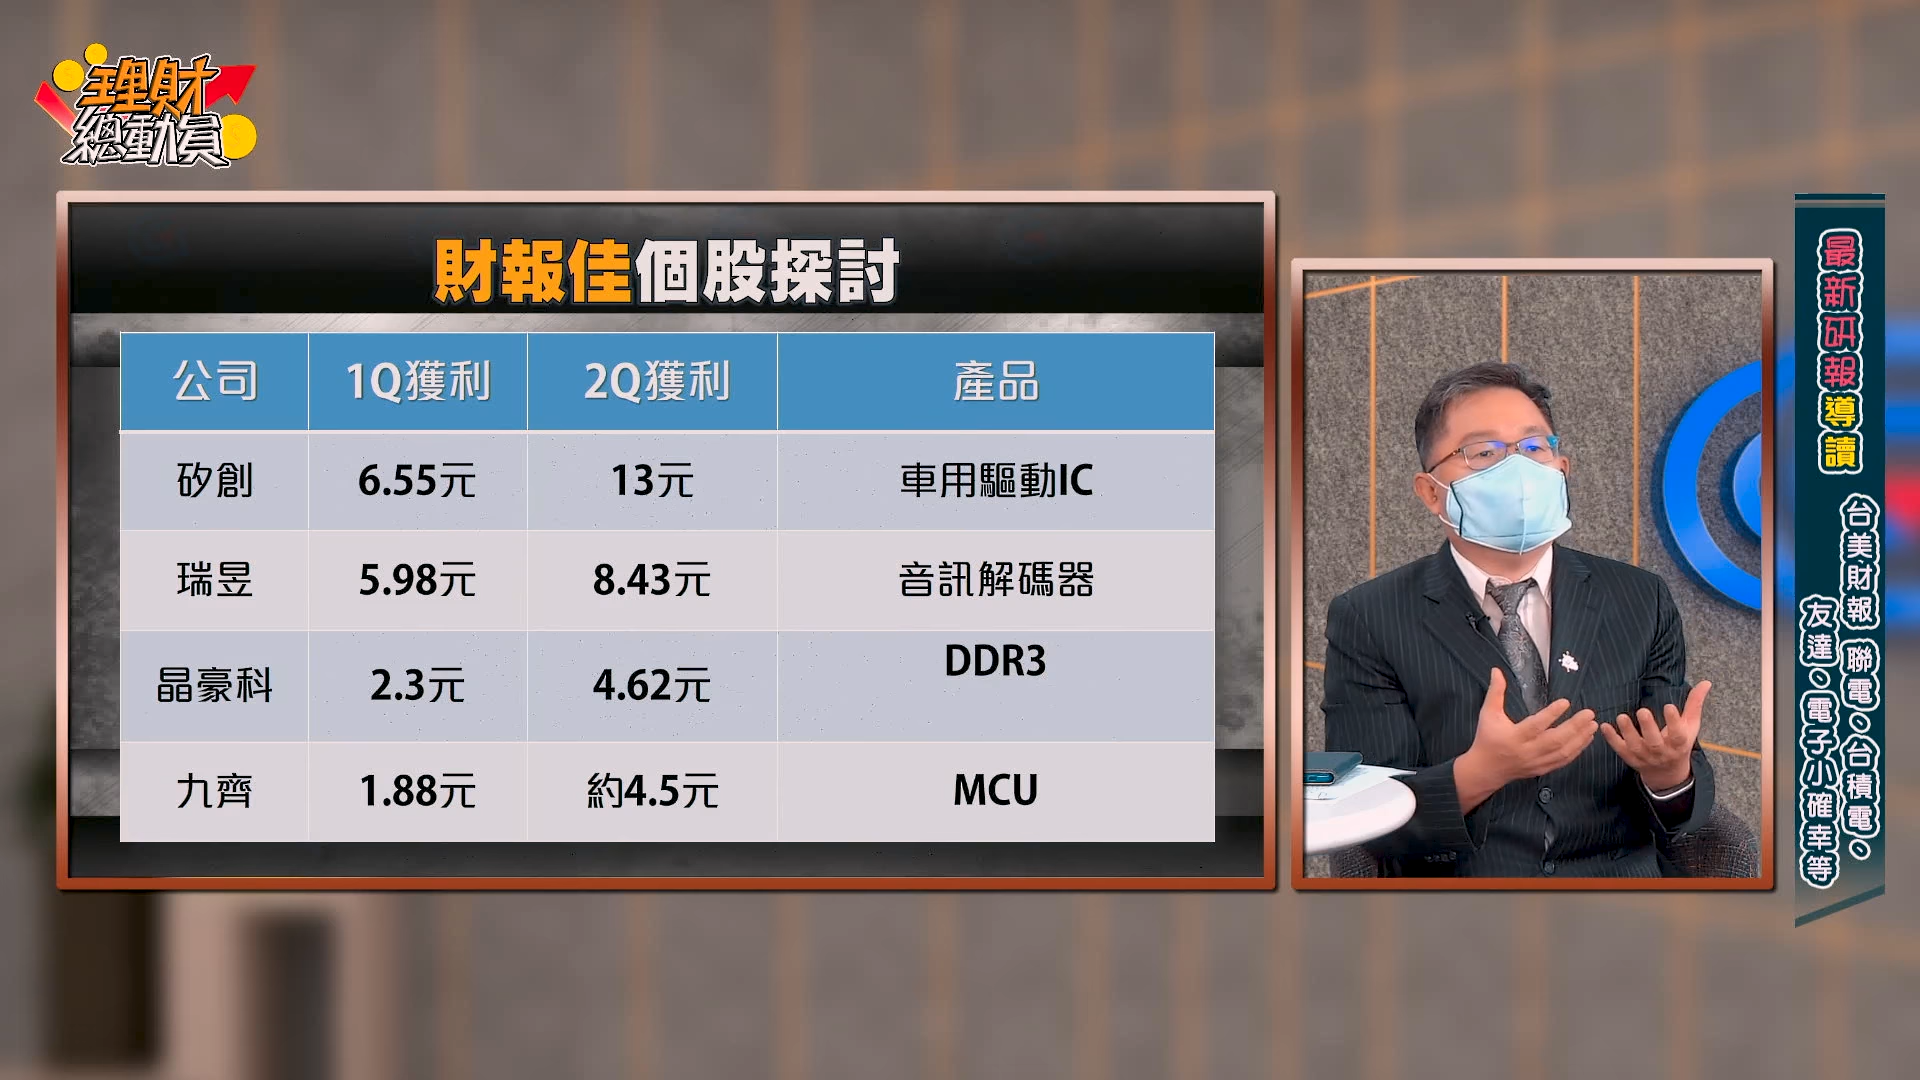 理財
總動員
財報佳個股探討
公司 1Q獲利 2Q獲利 產品
矽創 6.55元 13元 車用驅動IC
瑞昱 5.98元 8.43元 音訊解碼器
晶豪科 2.3元 4.62元 DDR3
九齊 1.88元 約4.5元 MCU
最新研報導讀
台美財報 聯電。台積電。
友達。電子小確幸等